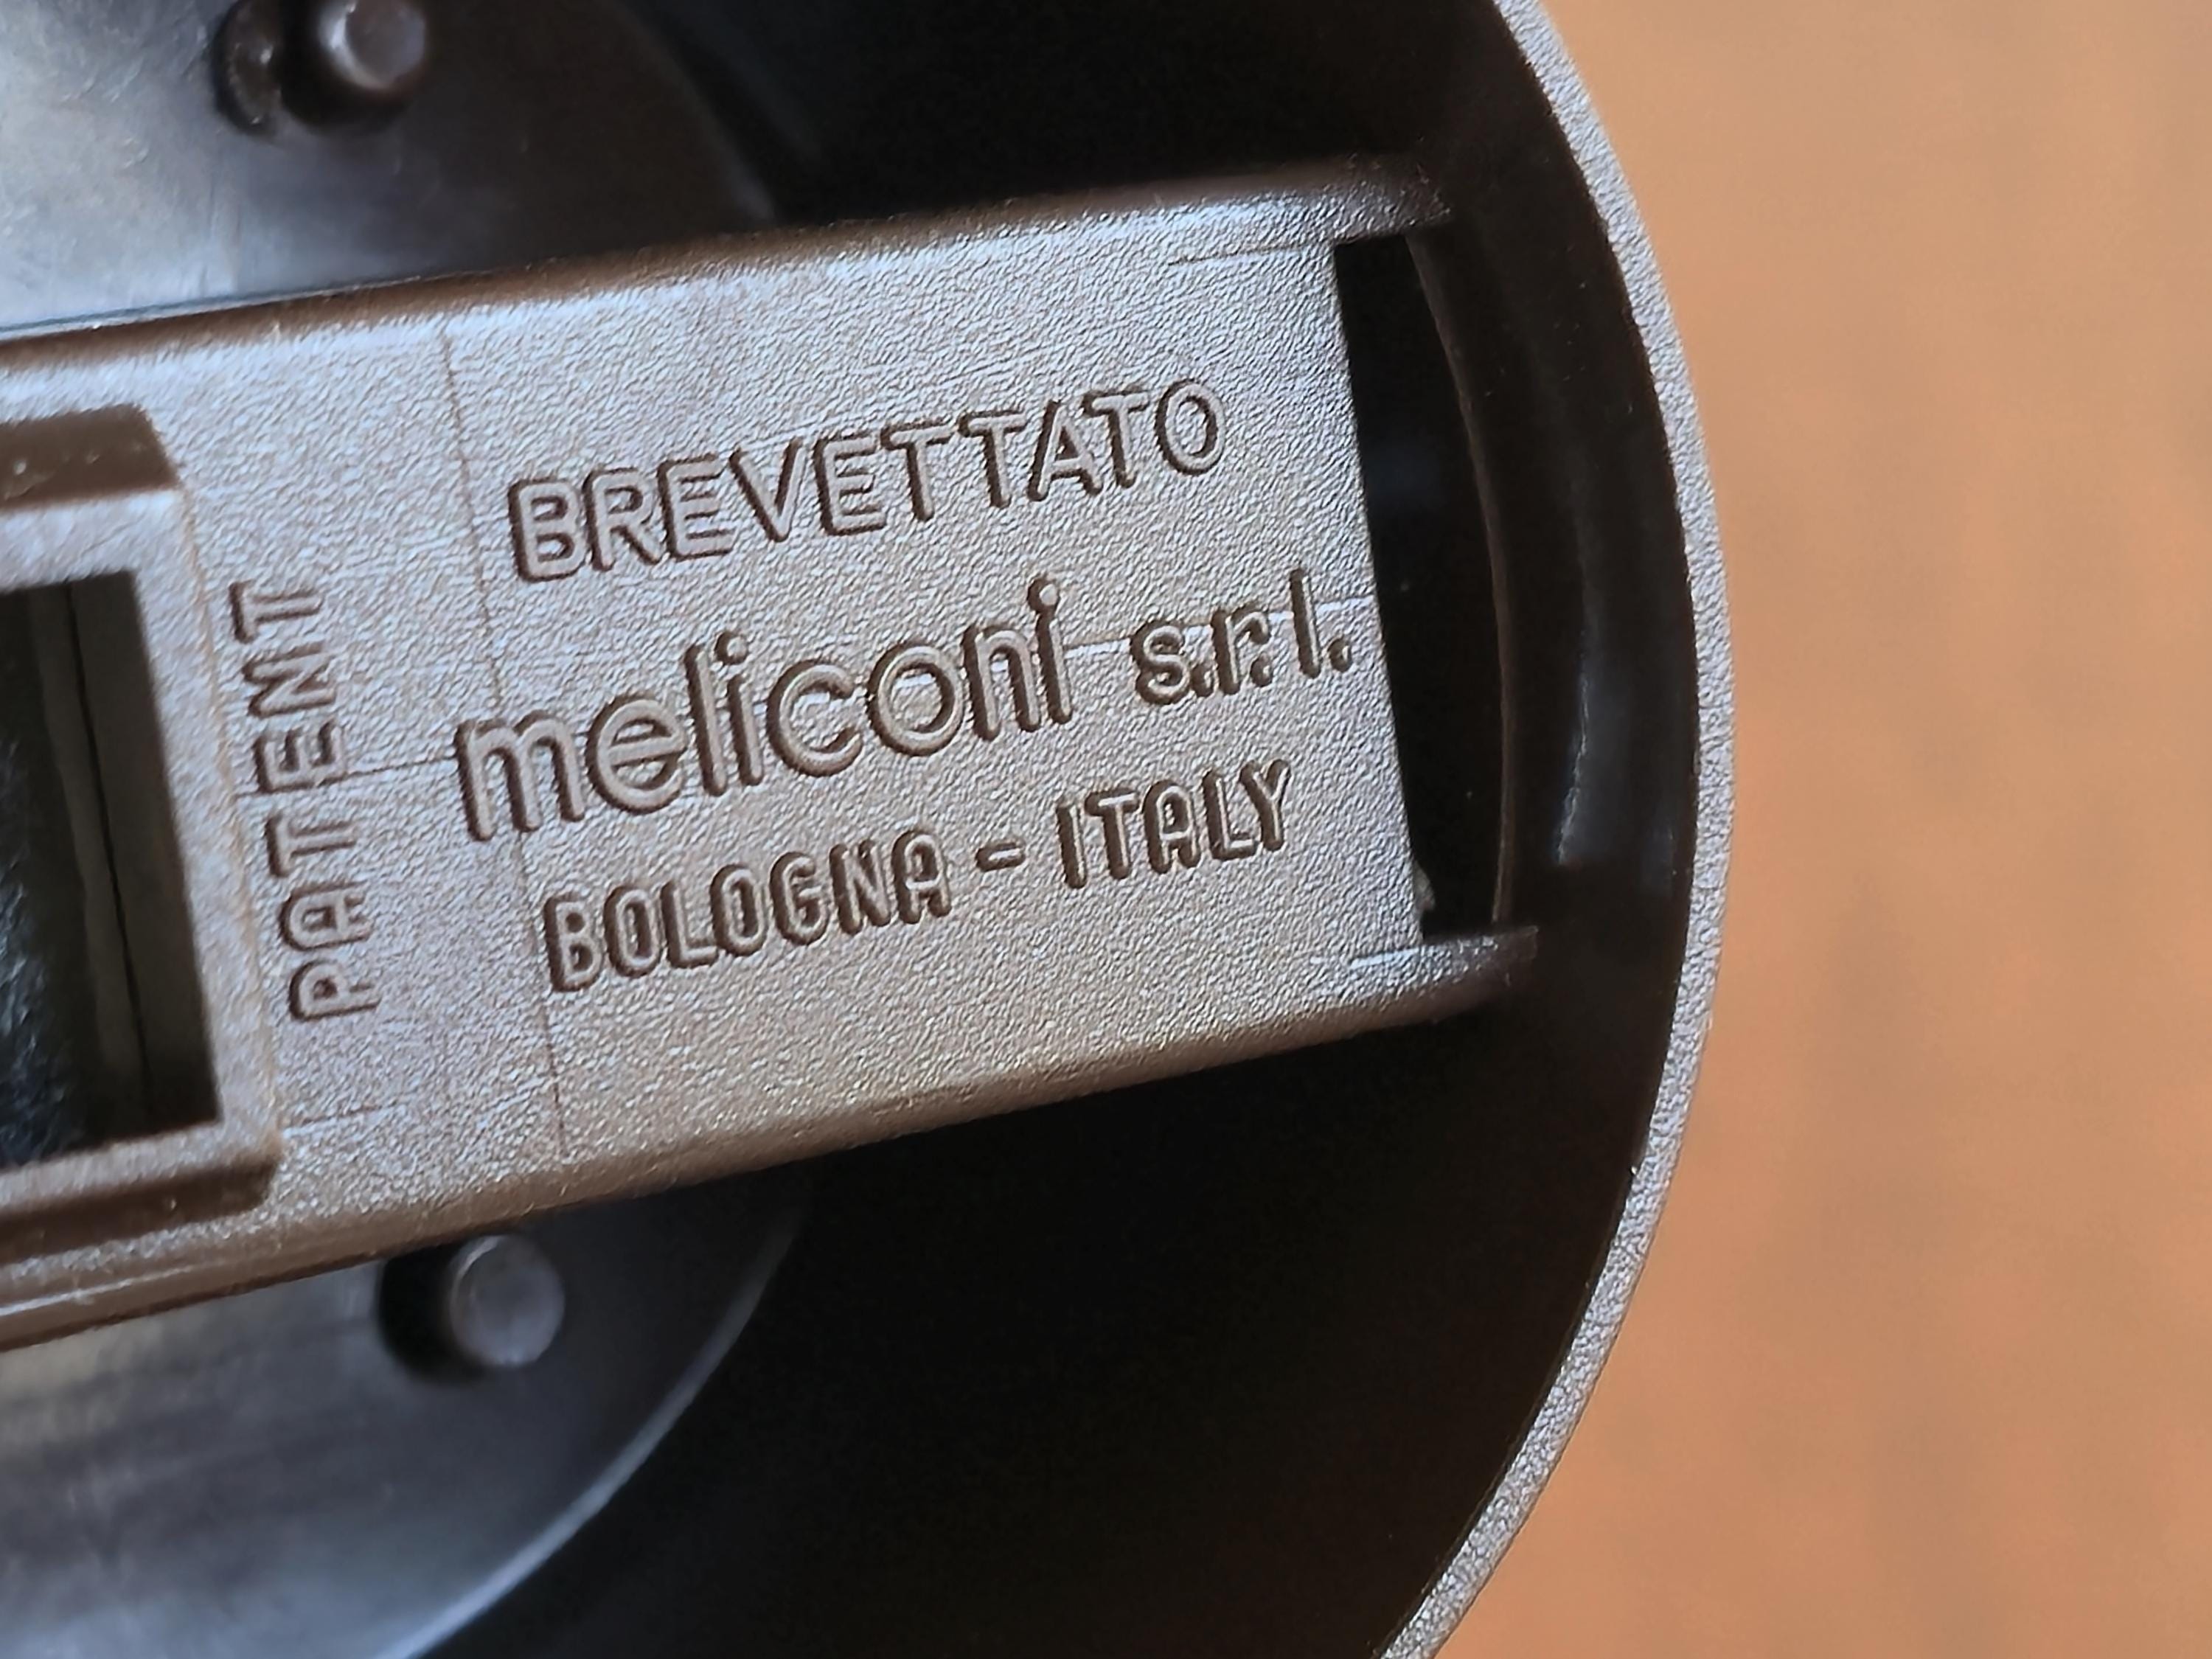 PATENT
BREVETTATO
meliconi s.r.l.
BOLOGNA - ITALY